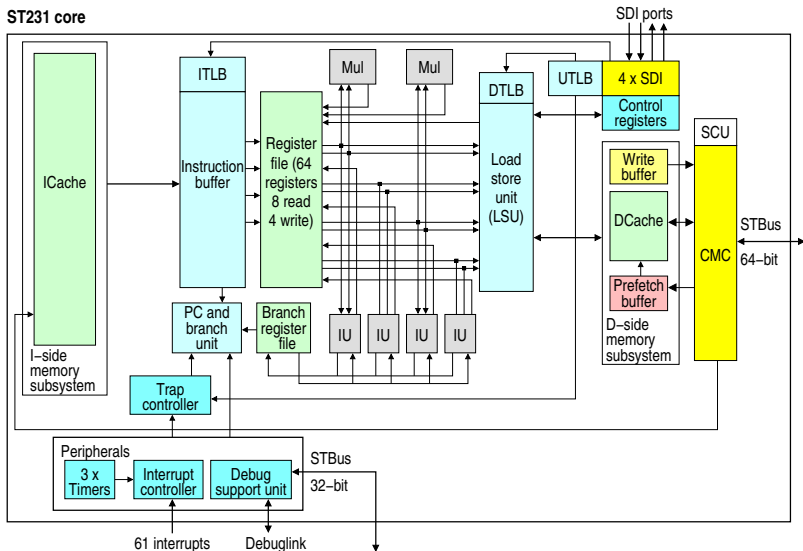 ST231 core
SDI ports
ITLB
Mul
Mul
DTLB
UTLB
4 x SDI
Control
registers
SCU
ICache
Instruction
buffer
Register
file (64
registers
8 read
4 write)
Load
store
unit
(LSU)
Write
buffer
DCache
Prefetch
buffer
CMC
STBus
64–bit
D–side
memory
subsystem
I–side
memory
subsystem
PC and
branch
unit
Branch
register
file
IU
IU
IU
IU
Trap
controller
Peripherals
3 x
Timers
Interrupt
controller
Debug
support unit
STBus
32–bit
61 interrupts
Debuglink